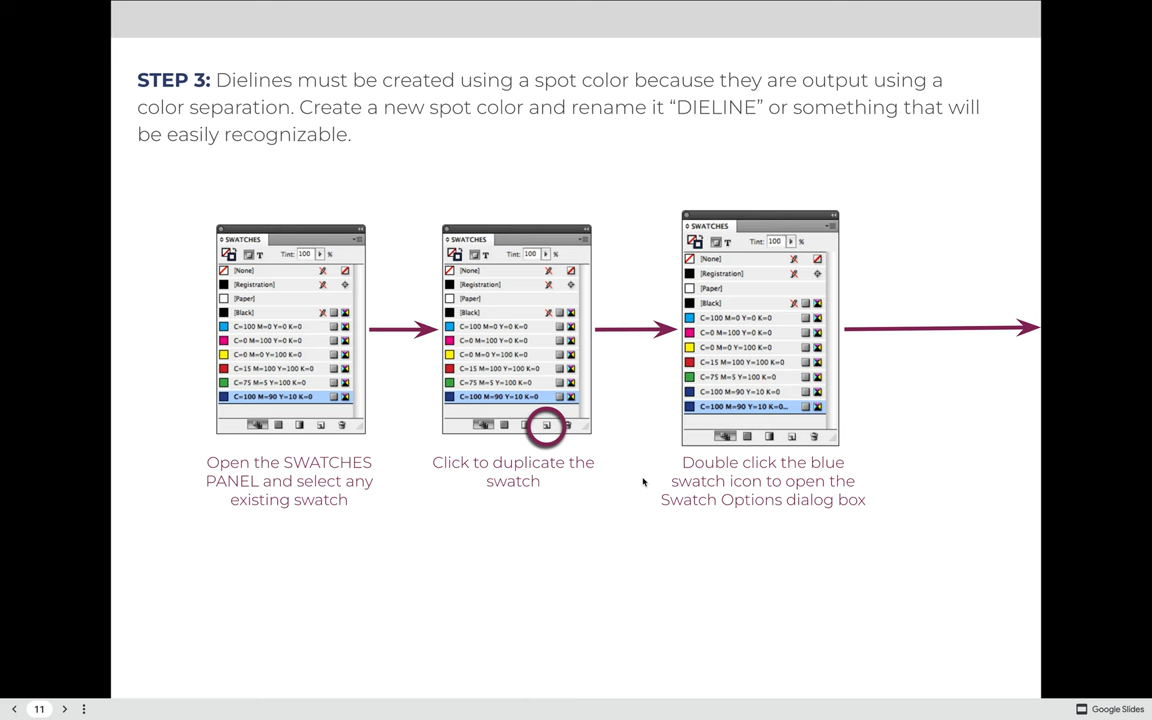 STEP 3: Dielines must be created using a spot color because they are output using a
color separation. Create a new spot color and rename it “DIELINE” or something that will
be easily recognizable.
SWATCHES
Tint: 100 %
[None]
[Registration]
[Paper]
[Black]
C=100 M=0 Y=0 K=0
C=0 M=100 Y=0 K=0
C=0 M=0 Y=100 K=0
C=15 M=100 Y=100 K=0
C=75 M=5 Y=100 K=0
C=100 M=90 Y=10 K=0
Open the SWATCHES
PANEL and select any
existing swatch
SWATCHES
Tint: 100 %
[None]
[Registration]
[Paper]
[Black]
C=100 M=0 Y=0 K=0
C=0 M=100 Y=0 K=0
C=0 M=0 Y=100 K=0
C=15 M=100 Y=100 K=0
C=75 M=5 Y=100 K=0
C=100 M=90 Y=10 K=0
Click to duplicate the
swatch
SWATCHES
Tint: 100 %
[None]
[Registration]
[Paper]
[Black]
C=100 M=0 Y=0 K=0
C=0 M=100 Y=0 K=0
C=0 M=0 Y=100 K=0
C=15 M=100 Y=100 K=0
C=75 M=5 Y=100 K=0
C=100 M=90 Y=10 K=0
C=100 M=90 Y=10 K=0...
Double click the blue
swatch icon to open the
Swatch Options dialog box
11
Google Slides